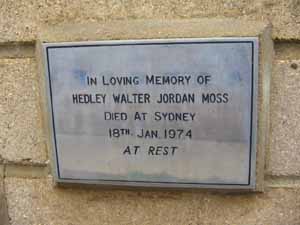 IN LOVING MEMORY OF
HEDLEY WALTER JORDAN MOSS
DIED AT SYDNEY
18TH. JAN. 1974
AT REST